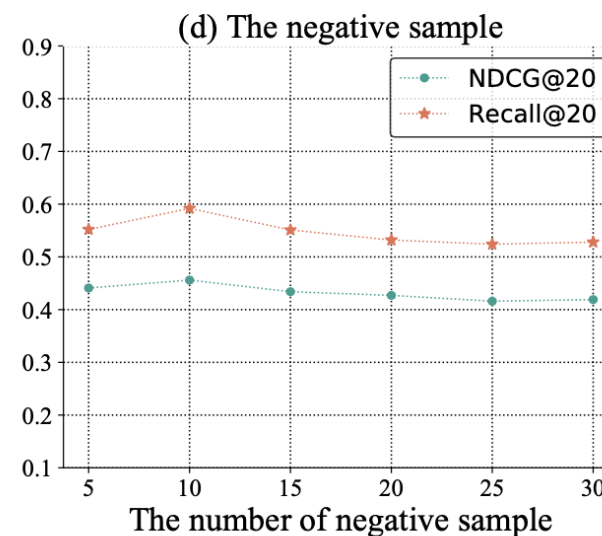 (d) The negative sample
0.9
0.8
0.7
0.6
0.5
0.4
0.3
0.2
0.1
NDCG@20
Recall@20
5 10 15 20 25 30
The number of negative sample